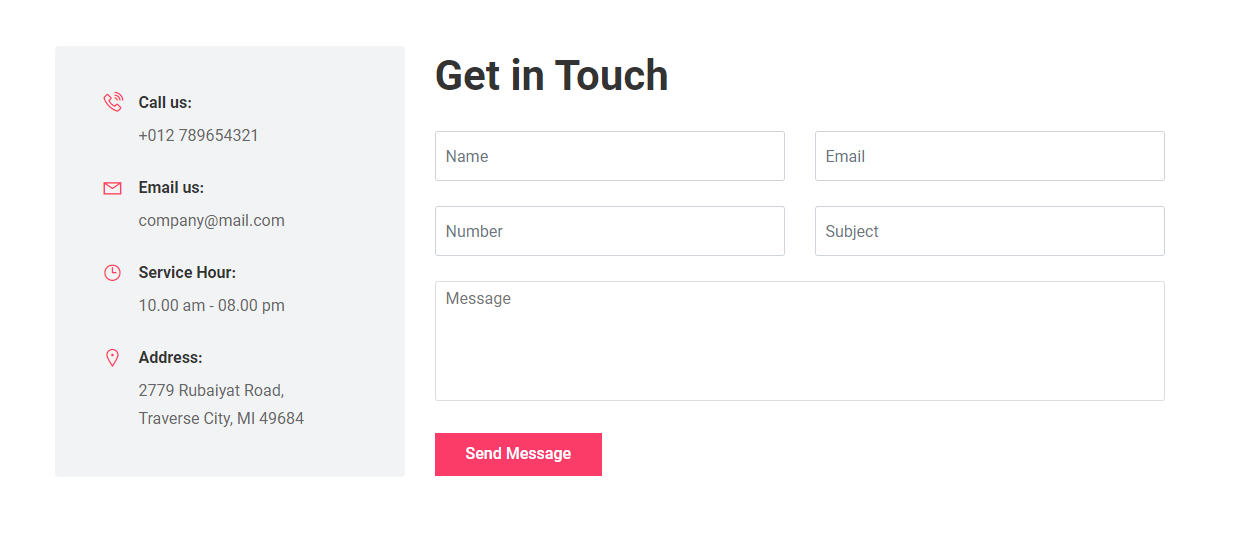 Call us:
+012 789654321
Email us:
company@mail.com
Service Hour:
10.00 am - 08.00 pm
Address:
2779 Rubaiyat Road,
Traverse City, MI 49684
Get in Touch
Name
Email
Number
Subject
Message
Send Message